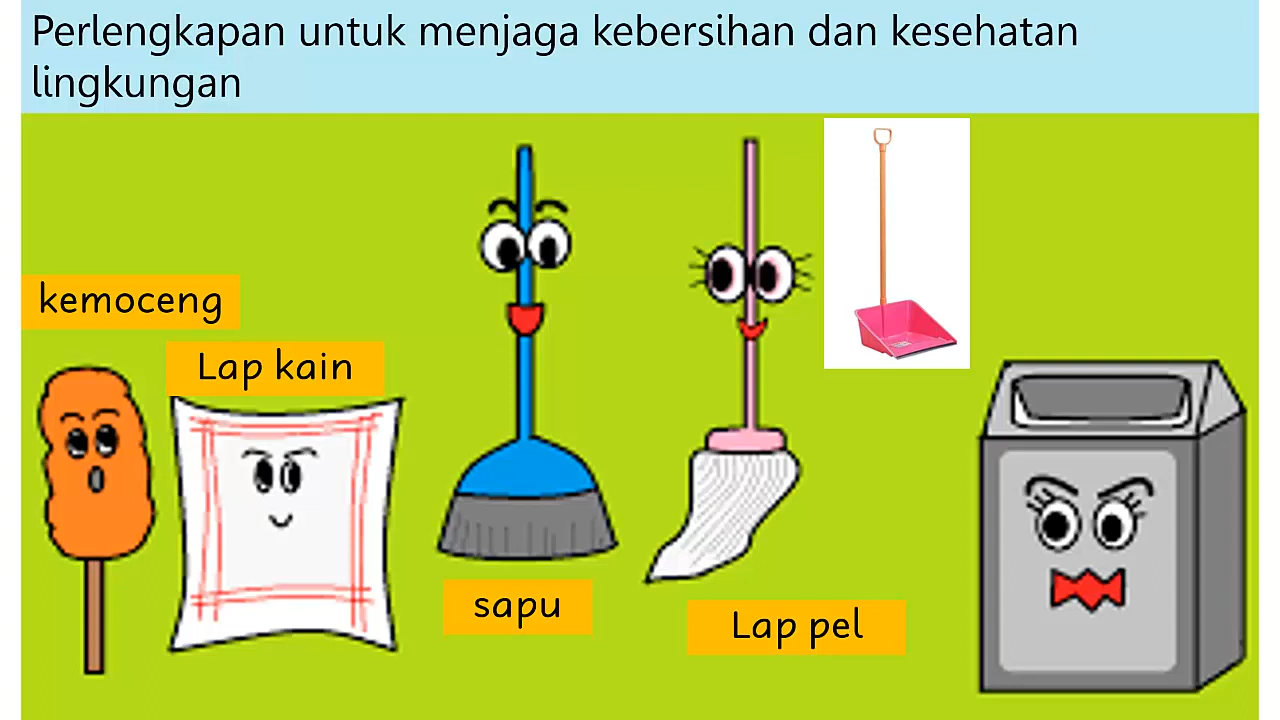 Perlengkapan untuk menjaga kebersihan dan kesehatan
lingkungan
kemoceng
Lap kain
sapu
Lap pel